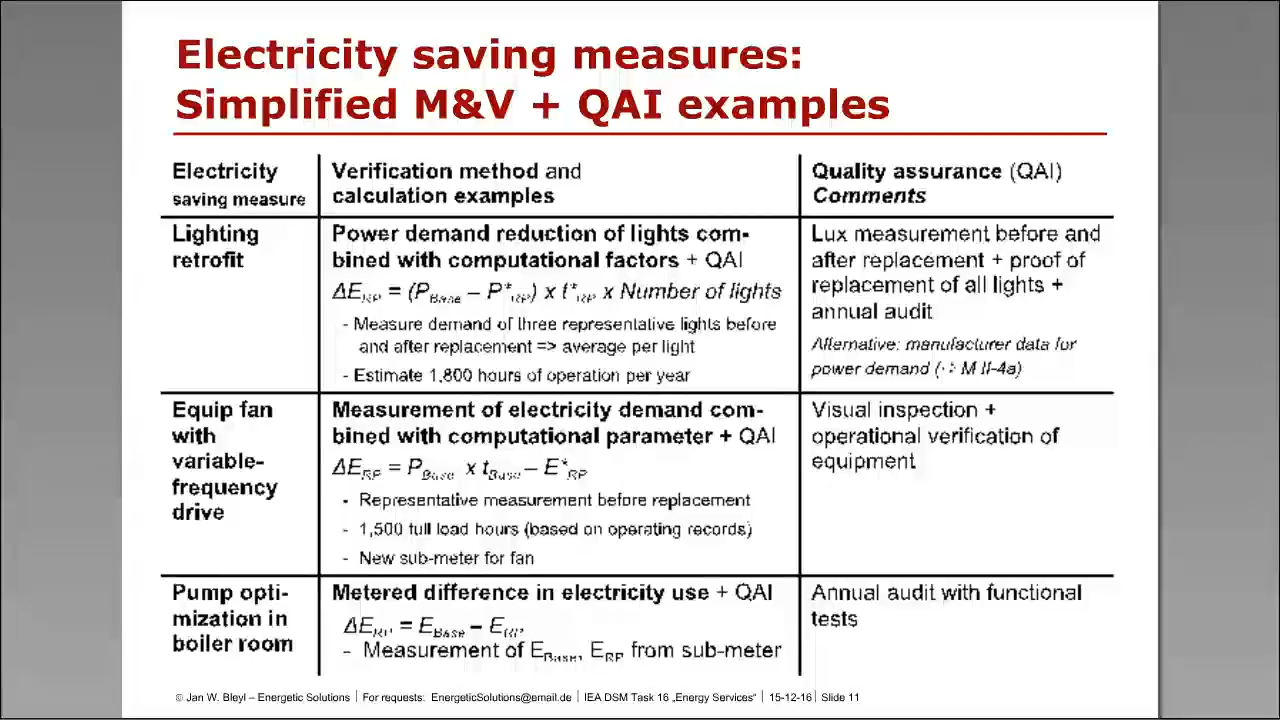 Electricity saving measures:
Simplified M&V + QAI examples
Electricity
saving measure
Verification method and
calculation examples
Quality assurance (QAI)
Comments
Lighting
retrofit
Power demand reduction of lights com-
bined with computational factors + QAI
ΔE_RP = (P_Base – P*_RP) x t*_RP x Number of lights
- Measure demand of three representative lights before
and after replacement => average per light
- Estimate 1,800 hours of operation per year
Lux measurement before and
after replacement + proof of
replacement of all lights +
annual audit
Alternative: manufacturer data for
power demand (-> M II-4a)
Equip fan
with
variable-
frequency
drive
Measurement of electricity demand com-
bined with computational parameter + QAI
ΔE_RP = P_Base x t_Base – E*_RP
- Representative measurement before replacement
- 1,500 full load hours (based on operating records)
- New sub-meter for fan
Visual inspection +
operational verification of
equipment
Pump opti-
mization in
boiler room
Metered difference in electricity use + QAI
ΔE_RP = E_Base – E_RP
- Measurement of E_Base, E_RP from sub-meter
Annual audit with functional
tests
© Jan W. Bleyl – Energetic Solutions | For requests: EnergeticSolutions@email.de | IEA DSM Task 16 „Energy Services“ | 15-12-16 | Slide 11